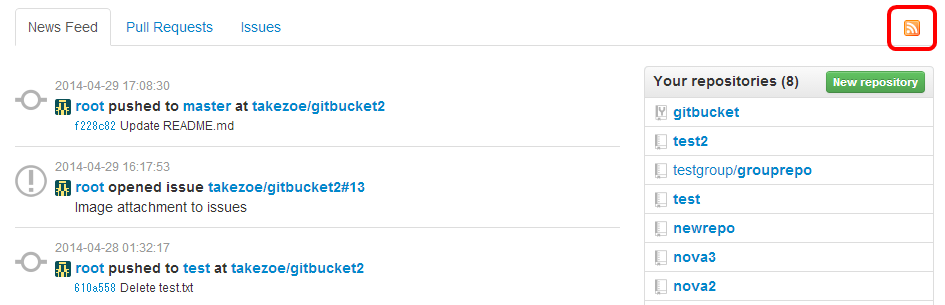 News Feed Pull Requests Issues
2014-04-29 17:08:30
root pushed to master at takezoe/gitbucket2
f228c82 Update README.md
2014-04-29 16:17:53
root opened issue takezoe/gitbucket2#13
Image attachment to issues
2014-04-28 01:32:17
root pushed to test at takezoe/gitbucket2
610a558 Delete test.txt
Your repositories (8) New repository
gitbucket
test2
testgroup/grouprepo
test
newrepo
nova3
nova2